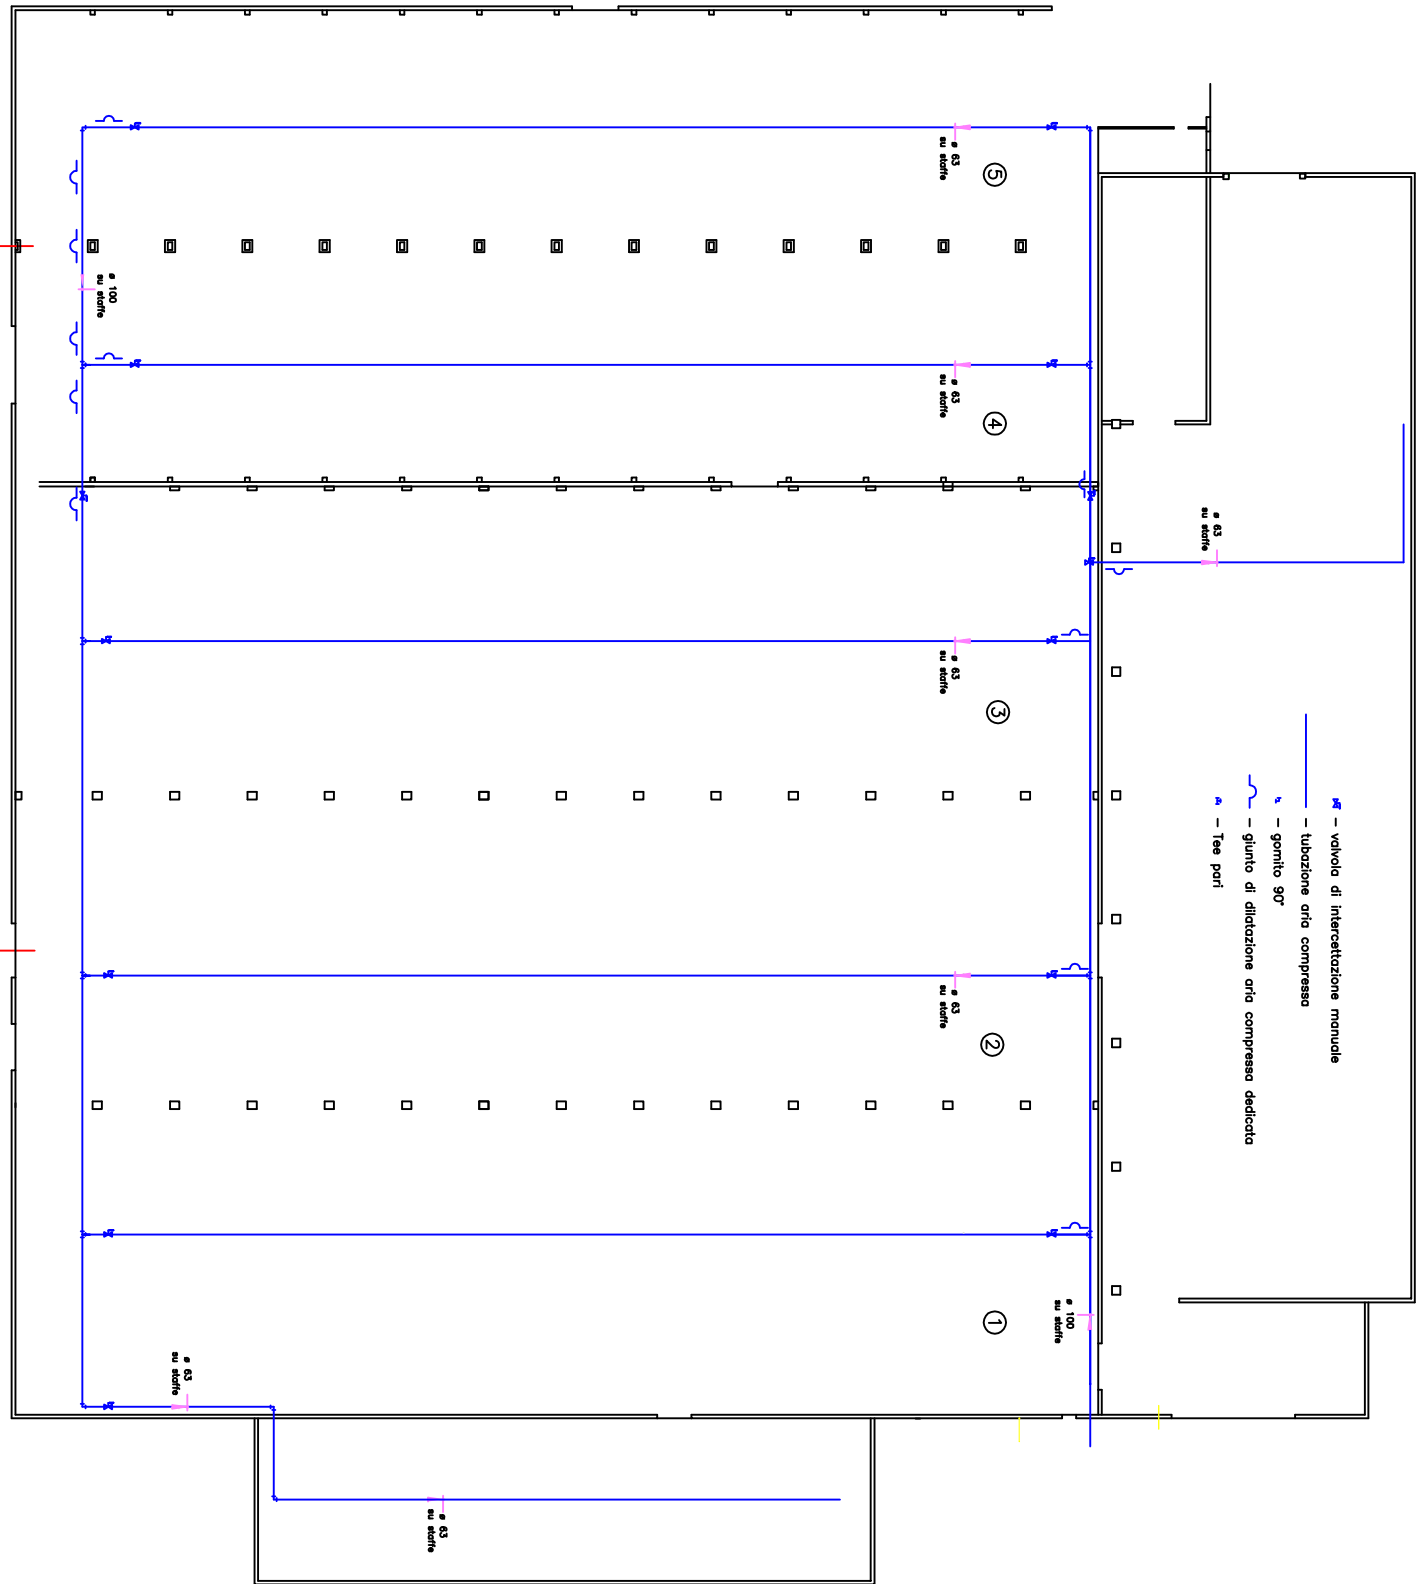 – valvola di intercettazione manuale
– tubazione aria compressa
– gomito 90°
– giunto di dilatazione aria compressa dedicata
– Tee pari
ø 63
su staffe
5
ø 100
su staffe
ø 63
su staffe
4
ø 63
su staffe
ø 63
su staffe
3
ø 63
su staffe
2
ø 100
su staffe
1
ø 63
su staffe
ø 63
su staffe